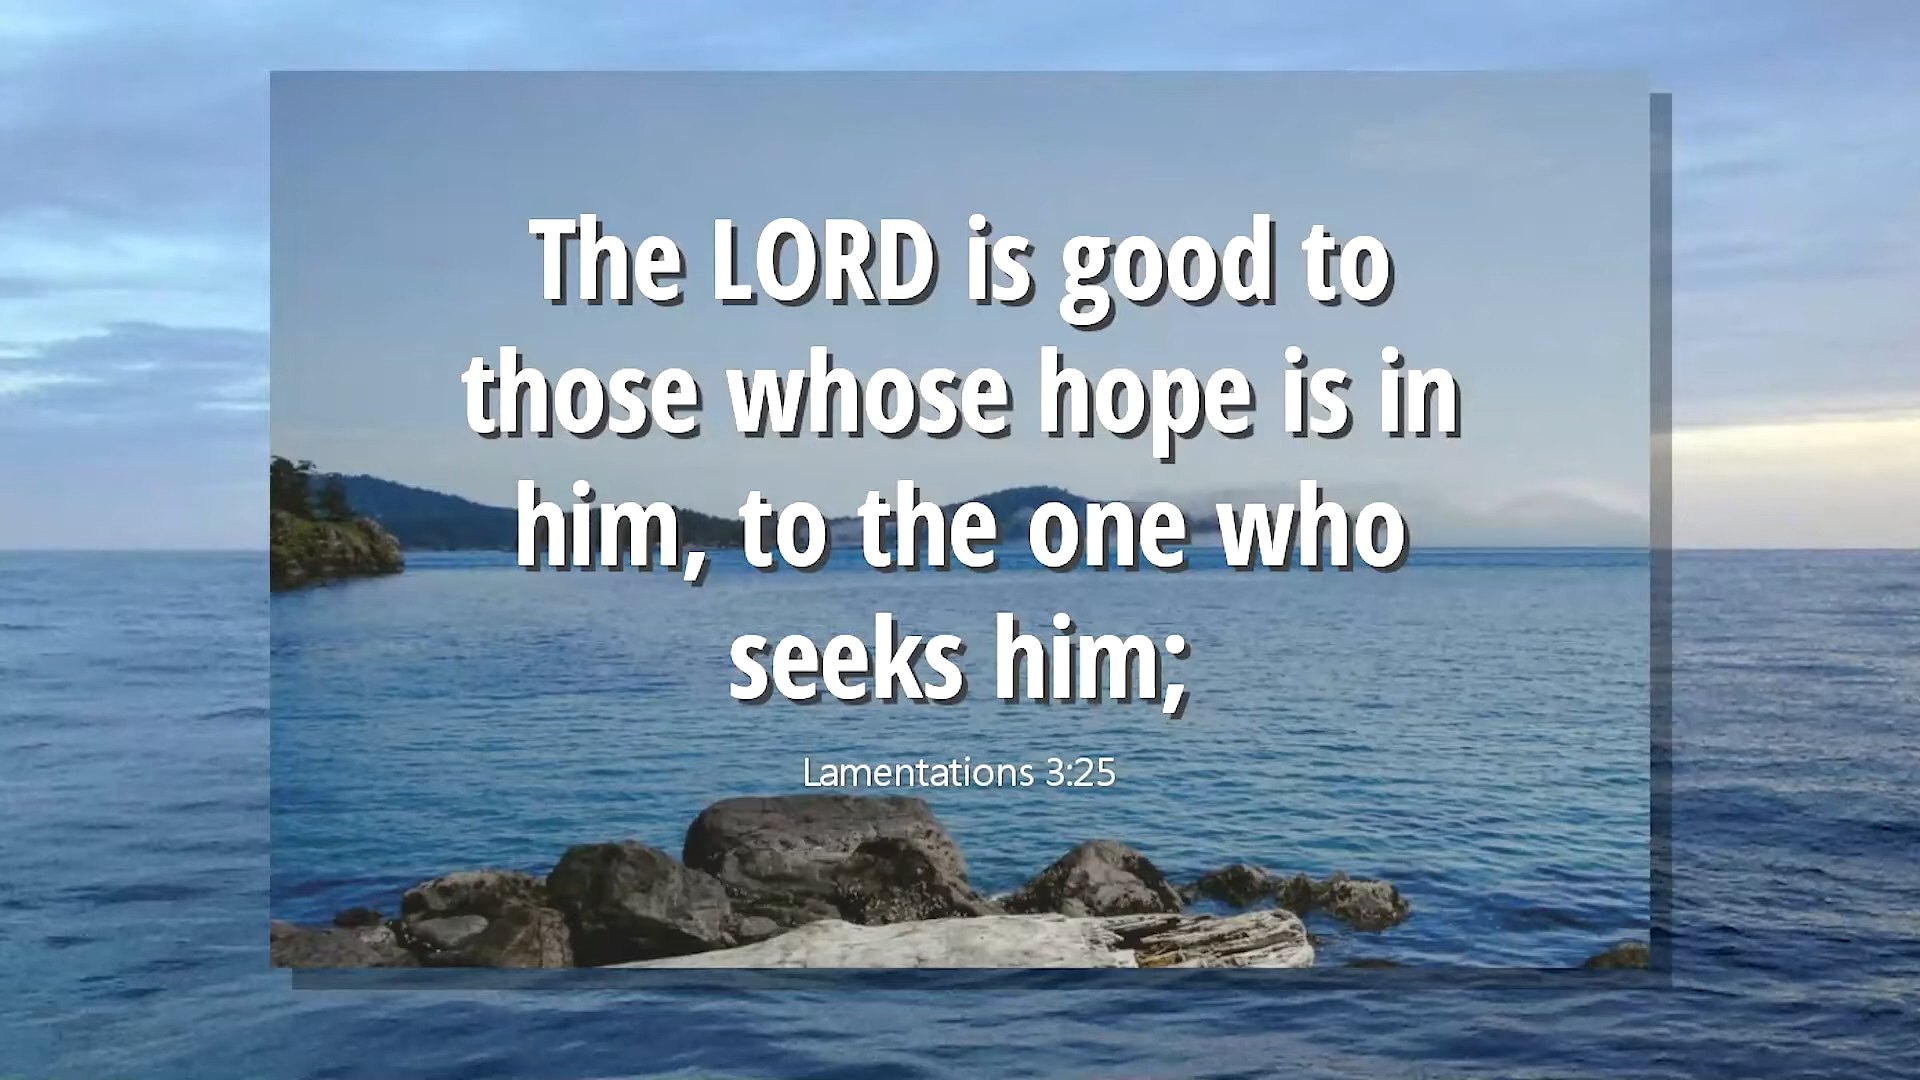 The LORD is good to
those whose hope is in
him, to the one who
seeks him;
Lamentations 3:25